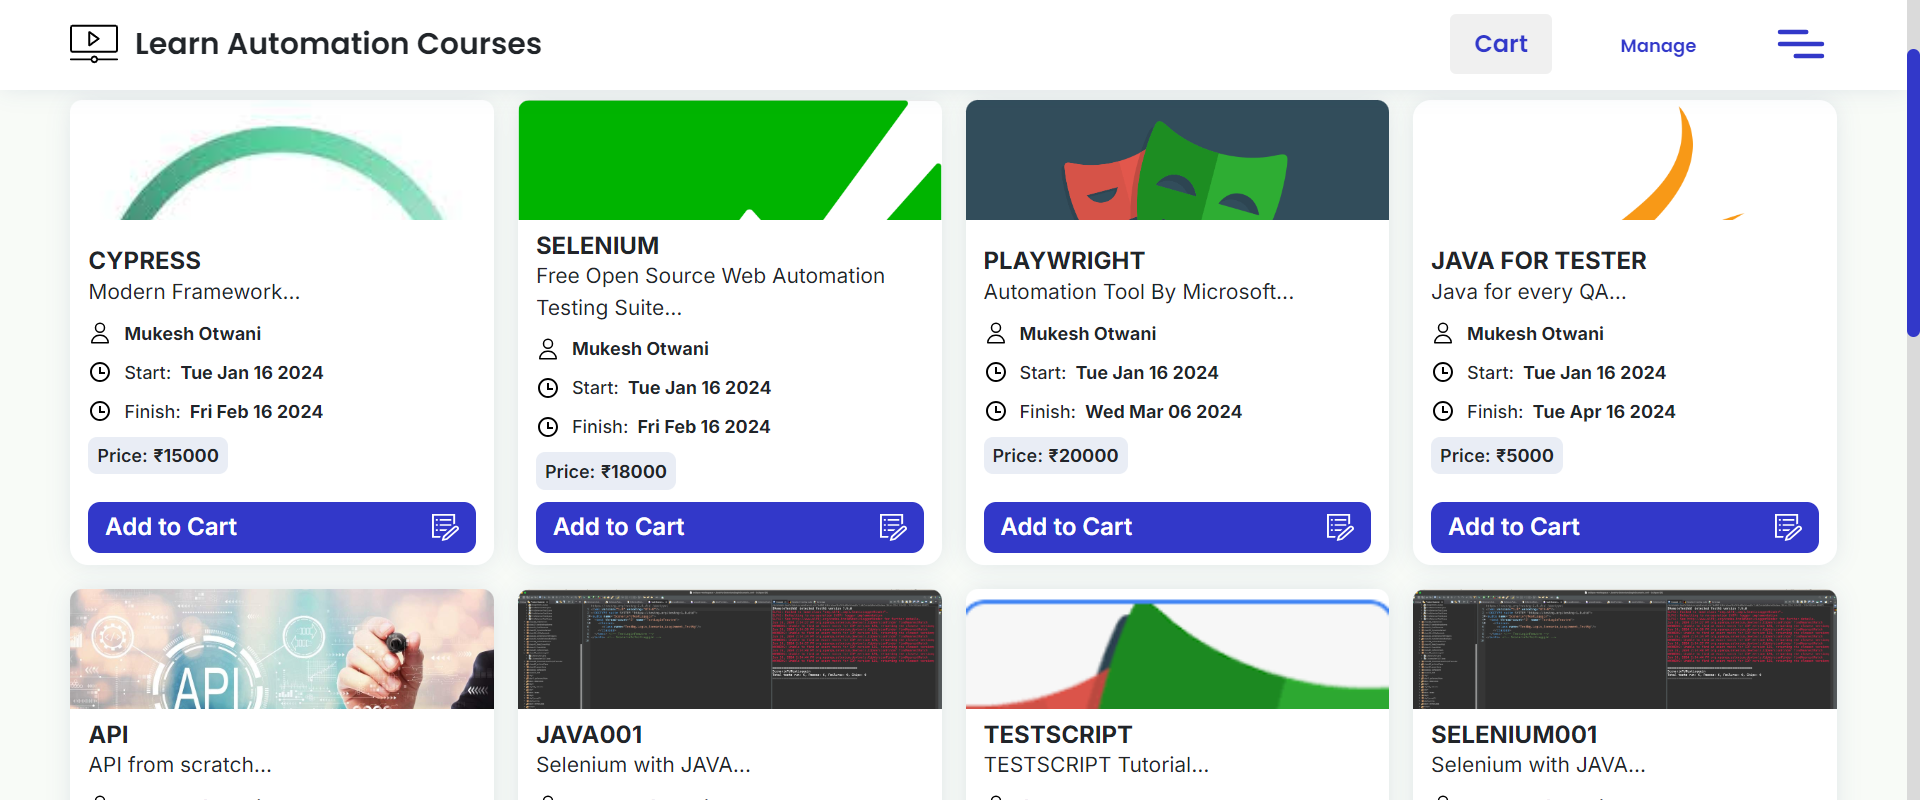 Learn Automation Courses
Cart
Manage
CYPRESS
Modern Framework...
Mukesh Otwani
Start: Tue Jan 16 2024
Finish: Fri Feb 16 2024
Price: ₹15000
Add to Cart
SELENIUM
Free Open Source Web Automation
Testing Suite...
Mukesh Otwani
Start: Tue Jan 16 2024
Finish: Fri Feb 16 2024
Price: ₹18000
Add to Cart
PLAYWRIGHT
Automation Tool By Microsoft...
Mukesh Otwani
Start: Tue Jan 16 2024
Finish: Wed Mar 06 2024
Price: ₹20000
Add to Cart
JAVA FOR TESTER
Java for every QA...
Mukesh Otwani
Start: Tue Jan 16 2024
Finish: Tue Apr 16 2024
Price: ₹5000
Add to Cart
API
API
API from scratch...
JAVA001
Selenium with JAVA...
TESTSCRIPT
TESTSCRIPT Tutorial...
SELENIUM001
Selenium with JAVA...